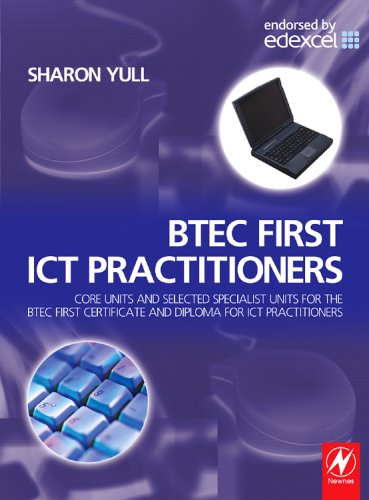 endorsed by
edexcel
SHARON YULL
BTEC FIRST
ICT PRACTITIONERS
CORE UNITS AND SELECTED SPECIALIST UNITS FOR THE
BTEC FIRST CERTIFICATE AND DIPLOMA FOR ICT PRACTITIONERS
Newnes